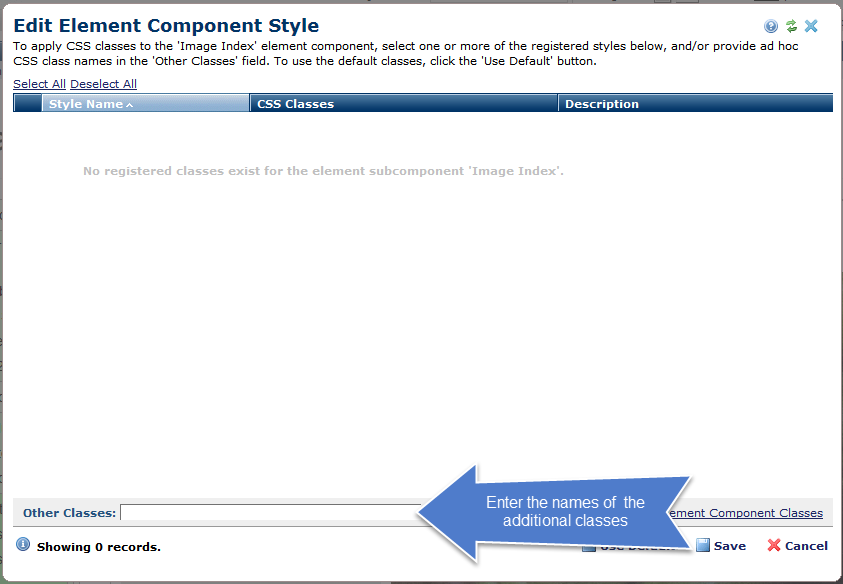 Edit Element Component Style
To apply CSS classes to the 'Image Index' element component, select one or more of the registered styles below, and/or provide ad hoc
CSS class names in the 'Other Classes' field. To use the default classes, click the 'Use Default' button.
Select All Deselect All
Style Name CSS Classes Description
No registered classes exist for the element subcomponent 'Image Index'.
Other Classes: Enter the names of the additional classes ement Component Classes
Showing 0 records. Use Default Save Cancel